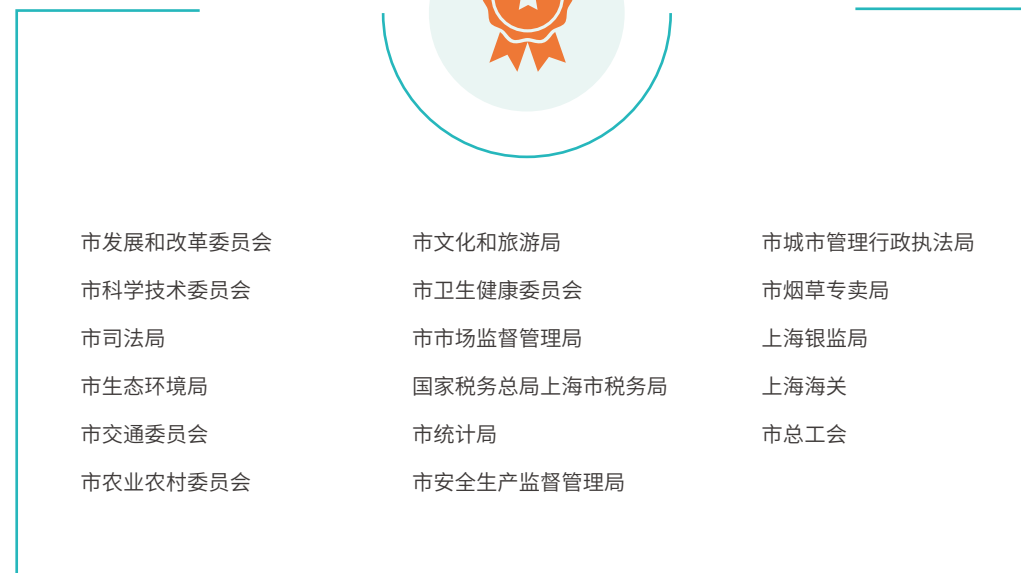 市发展和改革委员会
市科学技术委员会
市司法局
市生态环境局
市交通委员会
市农业农村委员会
市文化和旅游局
市卫生健康委员会
市市场监督管理局
国家税务总局上海市税务局
市统计局
市安全生产监督管理局
市城市管理行政执法局
市烟草专卖局
上海银监局
上海海关
市总工会